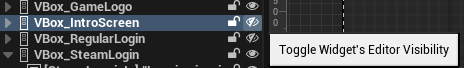 VBox_GameLogo
VBox_IntroScreen
VBox_RegularLogin
VBox_SteamLogin
Toggle Widget's Editor Visibility